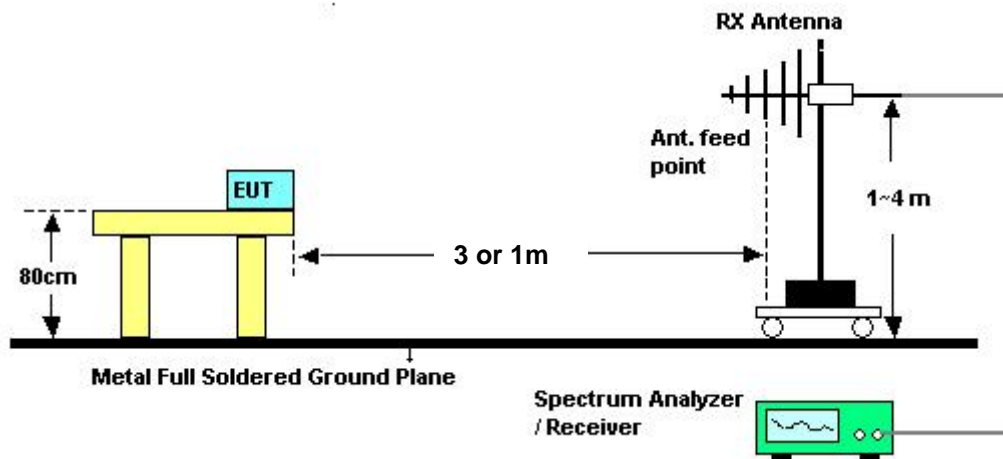 RX Antenna
Ant. feed
point
EUT
1~4 m
3 or 1m
80cm
Metal Full Soldered Ground Plane
Spectrum Analyzer
/ Receiver